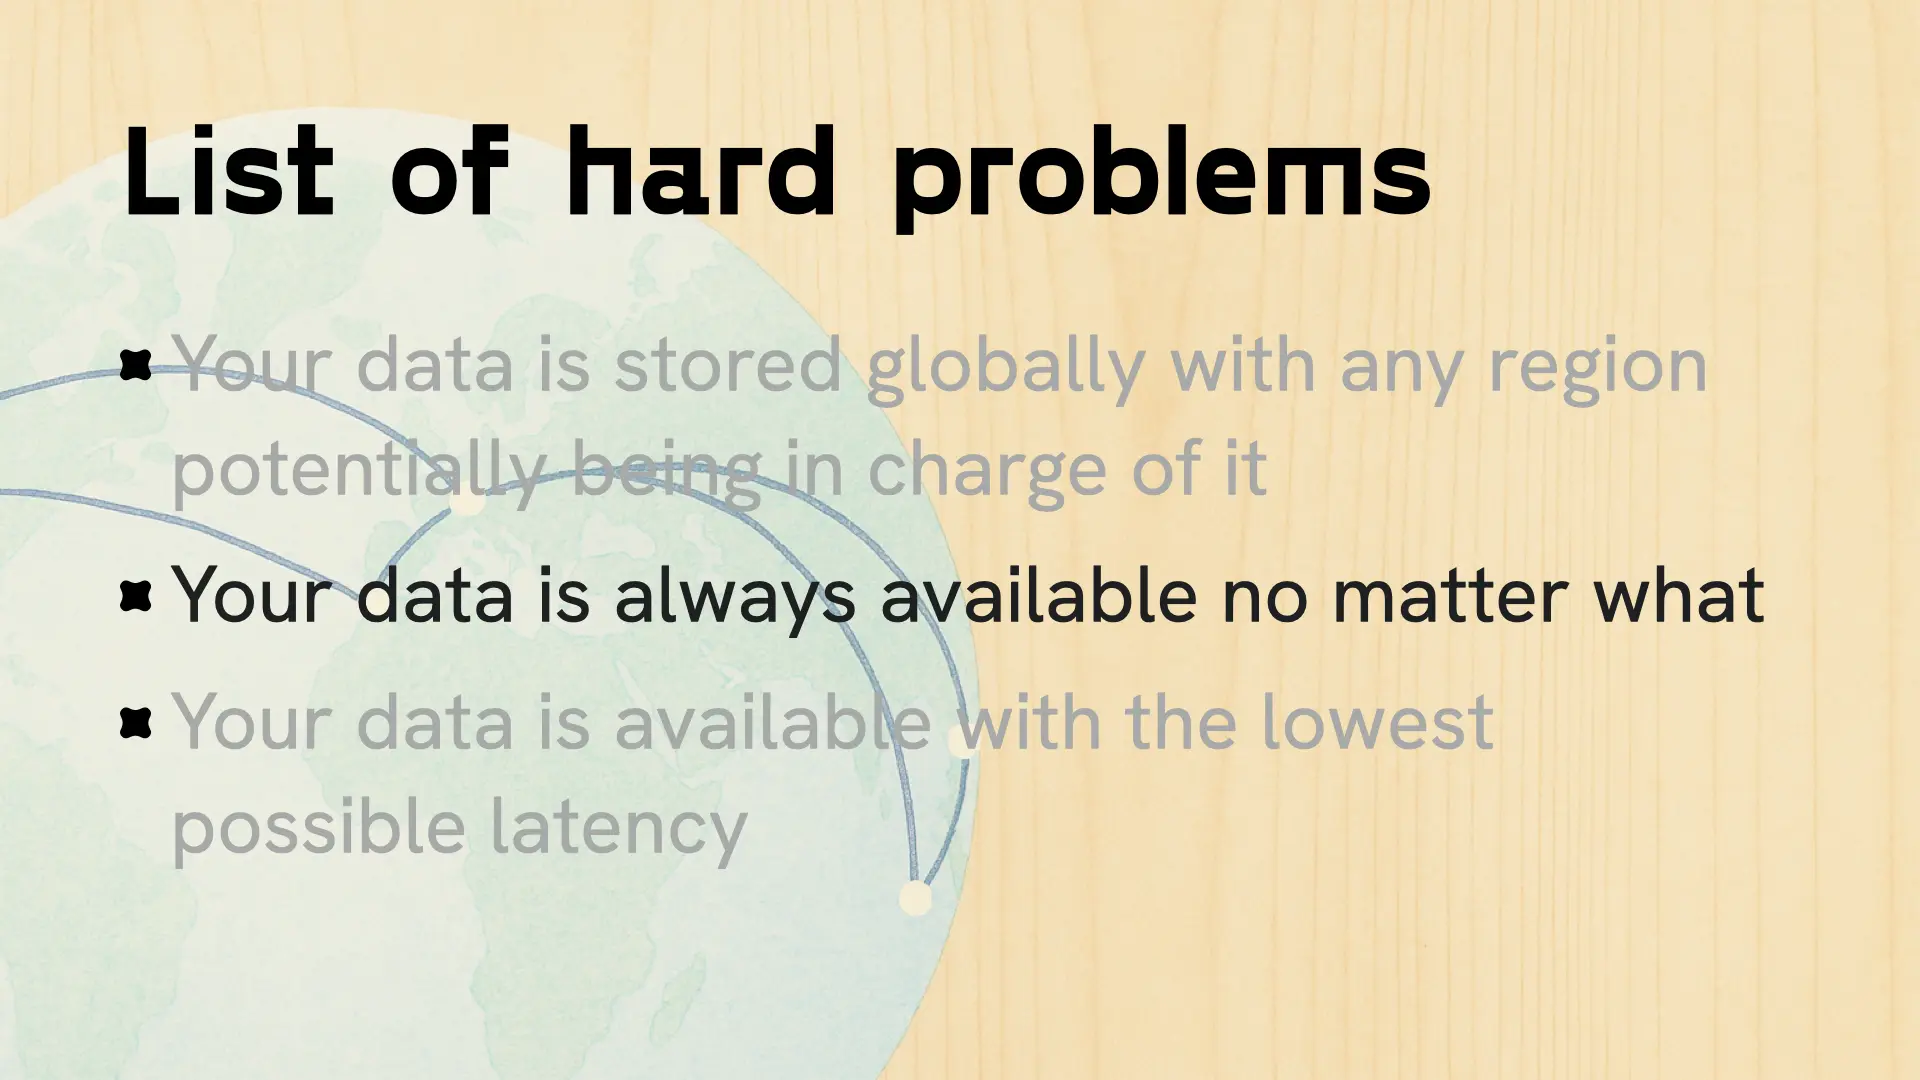 List of hard problems
Your data is stored globally with any region
potentially being in charge of it
Your data is always available no matter what
Your data is available with the lowest
possible latency